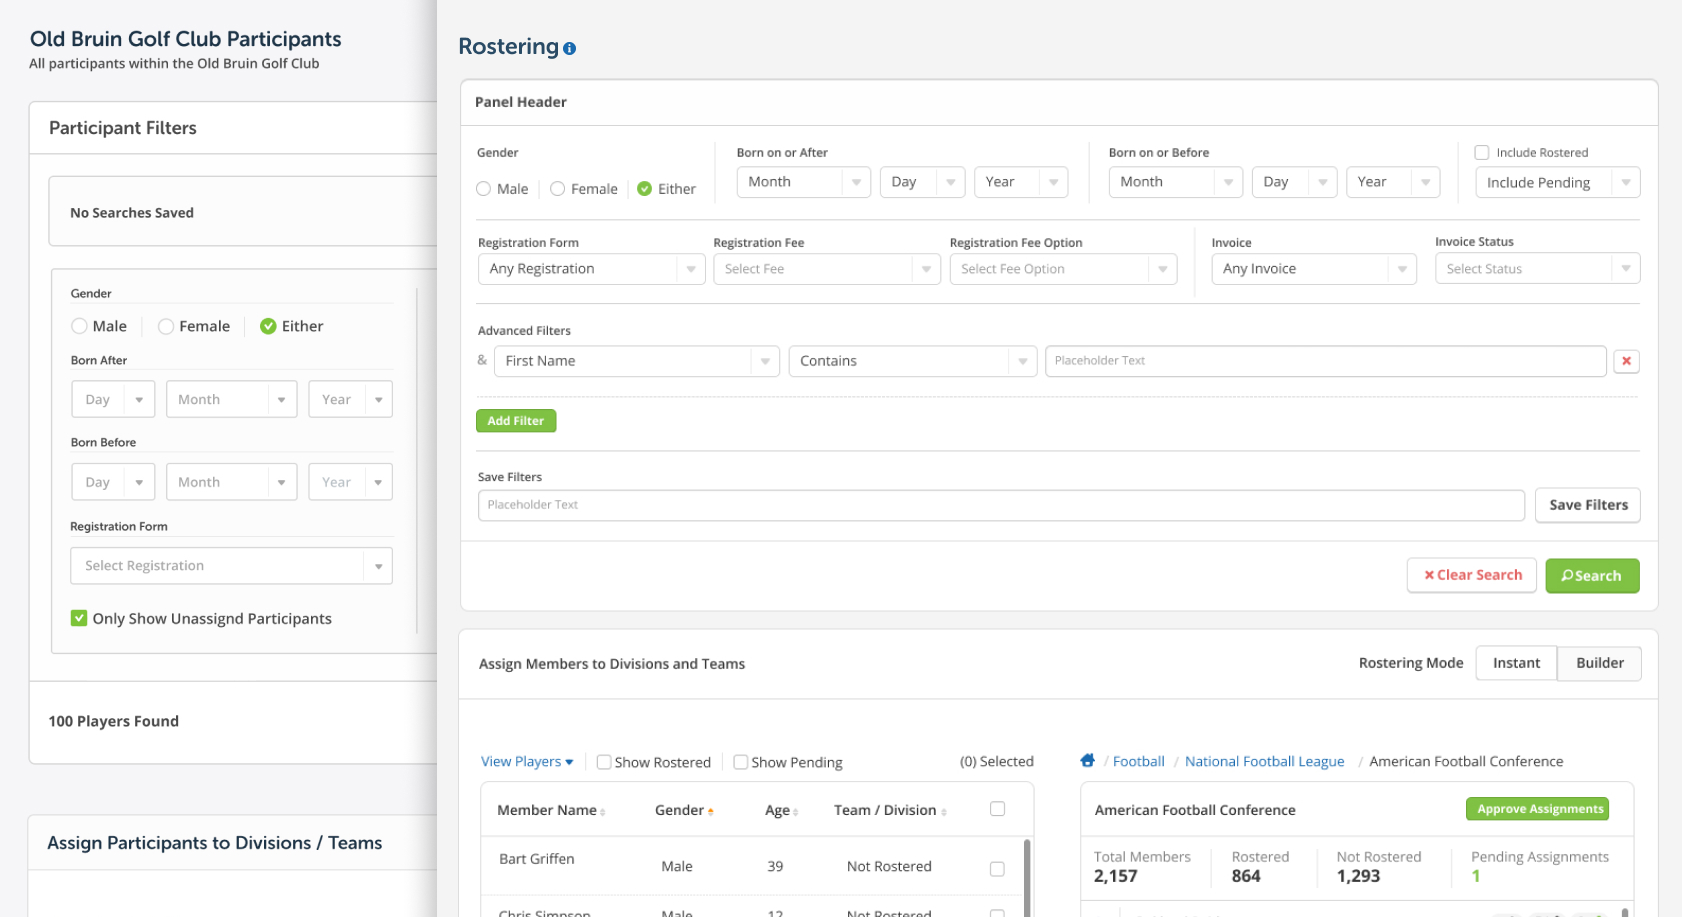 Old Bruin Golf Club Participants
All participants within the Old Bruin Golf Club
Participant Filters
No Searches Saved
Gender
Male
Female
Either
Born After
Day
Month
Year
Born Before
Day
Month
Year
Registration Form
Select Registration
Only Show Unassignd Participants
100 Players Found
Assign Participants to Divisions / Teams
Rostering
Panel Header
Gender
Male
Female
Either
Born on or After
Month
Day
Year
Born on or Before
Month
Day
Year
Include Rostered
Include Pending
Registration Form
Any Registration
Registration Fee
Select Fee
Registration Fee Option
Select Fee Option
Invoice
Any Invoice
Invoice Status
Select Status
Advanced Filters
& First Name
Contains
Placeholder Text
Add Filter
Save Filters
Placeholder Text
Save Filters
Clear Search
Search
Assign Members to Divisions and Teams
Rostering Mode
Instant
Builder
View Players
Show Rostered
Show Pending
(0) Selected
Member Name
Gender
Age
Team / Division
Bart Griffen
Male
39
Not Rostered
Chris Simpson
Male
12
Not Rostered
/ Football / National Football League / American Football Conference
American Football Conference
Approve Assignments
Total Members
2,157
Rostered
864
Not Rostered
1,293
Pending Assignments
1